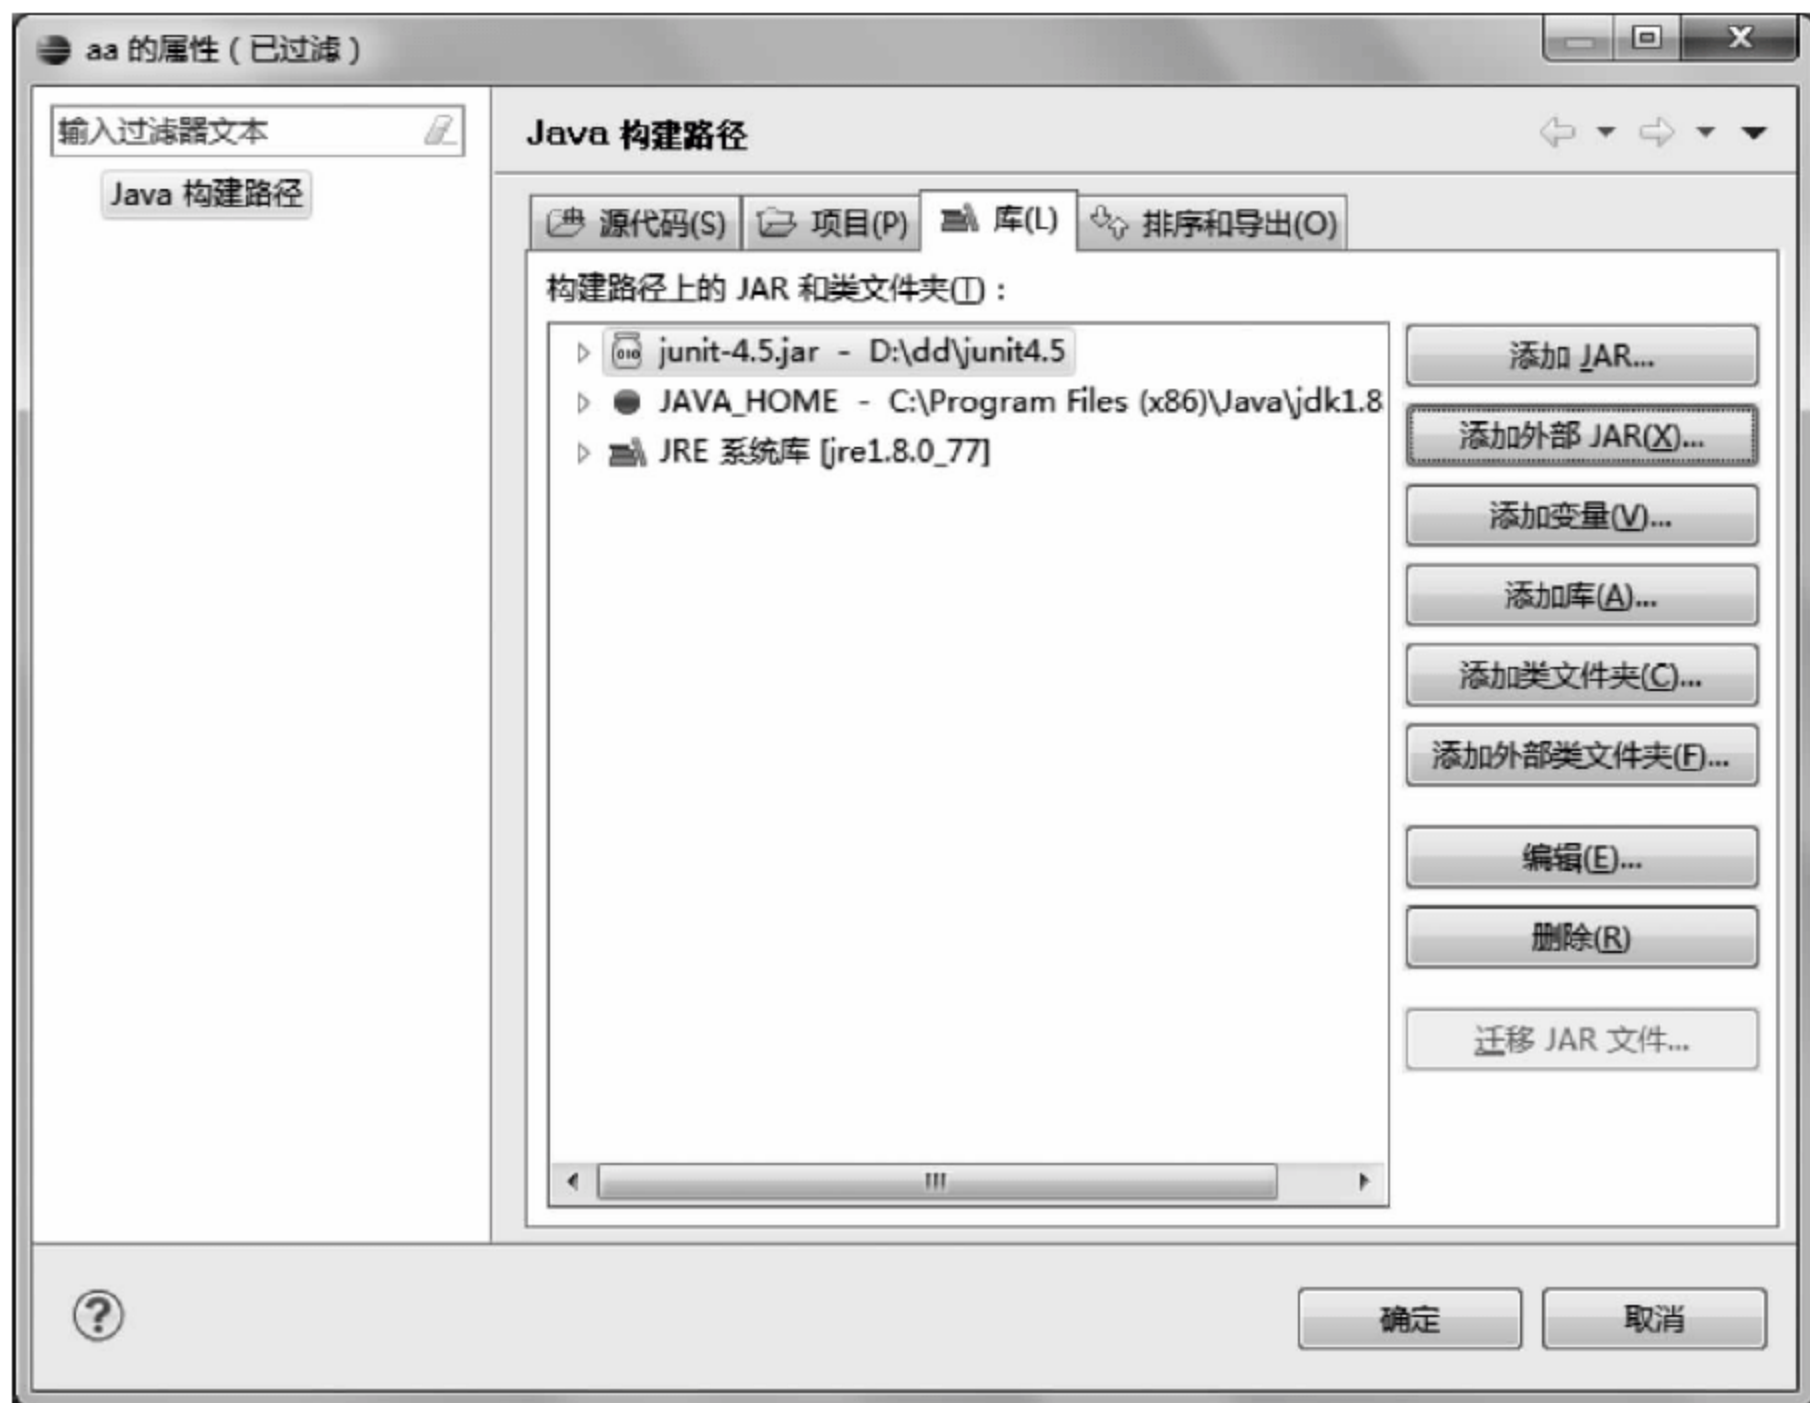 aa 的属性 ( 已过滤 )
输入过滤器文本
Java 构建路径
Java 构建路径
源代码(S) 项目(P) 库(L) 排序和导出(O)
构建路径上的 JAR 和类文件夹(T)：
junit-4.5.jar - D:\dd\junit4.5
JAVA_HOME - C:\Program Files (x86)\Java\jdk1.8
JRE 系统库 [jre1.8.0_77]
添加 JAR...
添加外部 JAR(X)...
添加变量(V)...
添加库(A)...
添加类文件夹(C)...
添加外部类文件夹(F)...
编辑(E)...
删除(R)
迁移 JAR 文件...
确定
取消